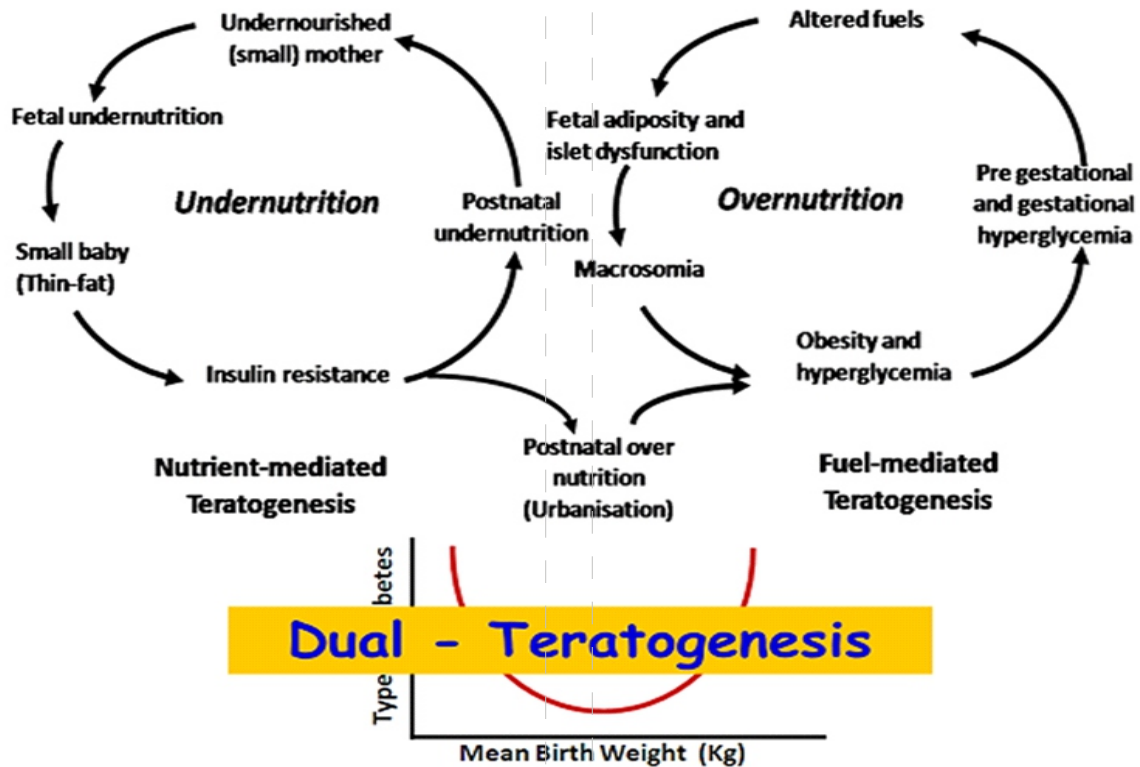 Undernourished
(small) mother
Fetal undernutrition
Undernutrition
Small baby
(Thin-fat)
Postnatal
undernutrition
Insulin resistance
Nutrient-mediated
Teratogenesis
Altered fuels
Fetal adiposity and
islet dysfunction
Overnutrition
Pre gestational
and gestational
hyperglycemia
Macrosomia
Obesity and
hyperglycemia
Postnatal over
nutrition
(Urbanisation)
Fuel-mediated
Teratogenesis
Type betes
Dual - Teratogenesis
Mean Birth Weight (Kg)